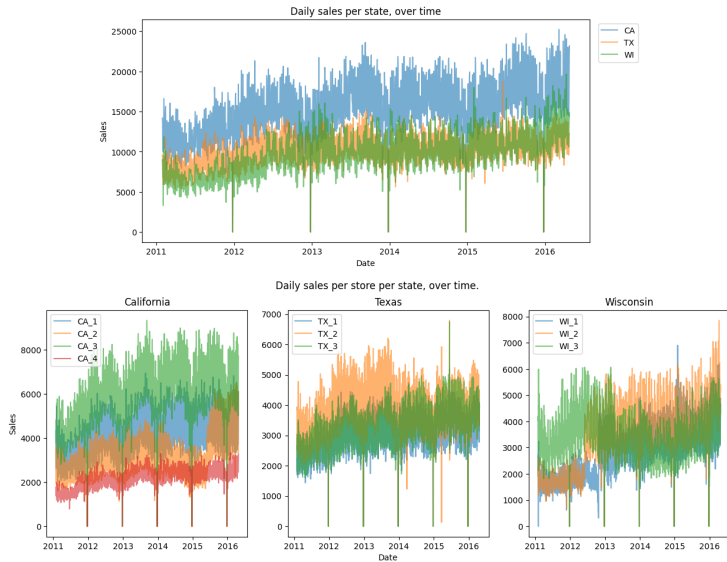 Daily sales per state, over time
CA
TX
WI
25000
20000
15000
10000
5000
0
Sales
2011 2012 2013 2014 2015 2016
Date
Daily sales per store per state, over time.
California
CA_1
CA_2
CA_3
CA_4
8000
6000
4000
2000
0
Sales
2011 2012 2013 2014 2015 2016
Texas
TX_1
TX_2
TX_3
7000
6000
5000
4000
3000
2000
1000
0
2011 2012 2013 2014 2015 2016
Date
Wisconsin
WI_1
WI_2
WI_3
8000
7000
6000
5000
4000
3000
2000
1000
0
2011 2012 2013 2014 2015 2016